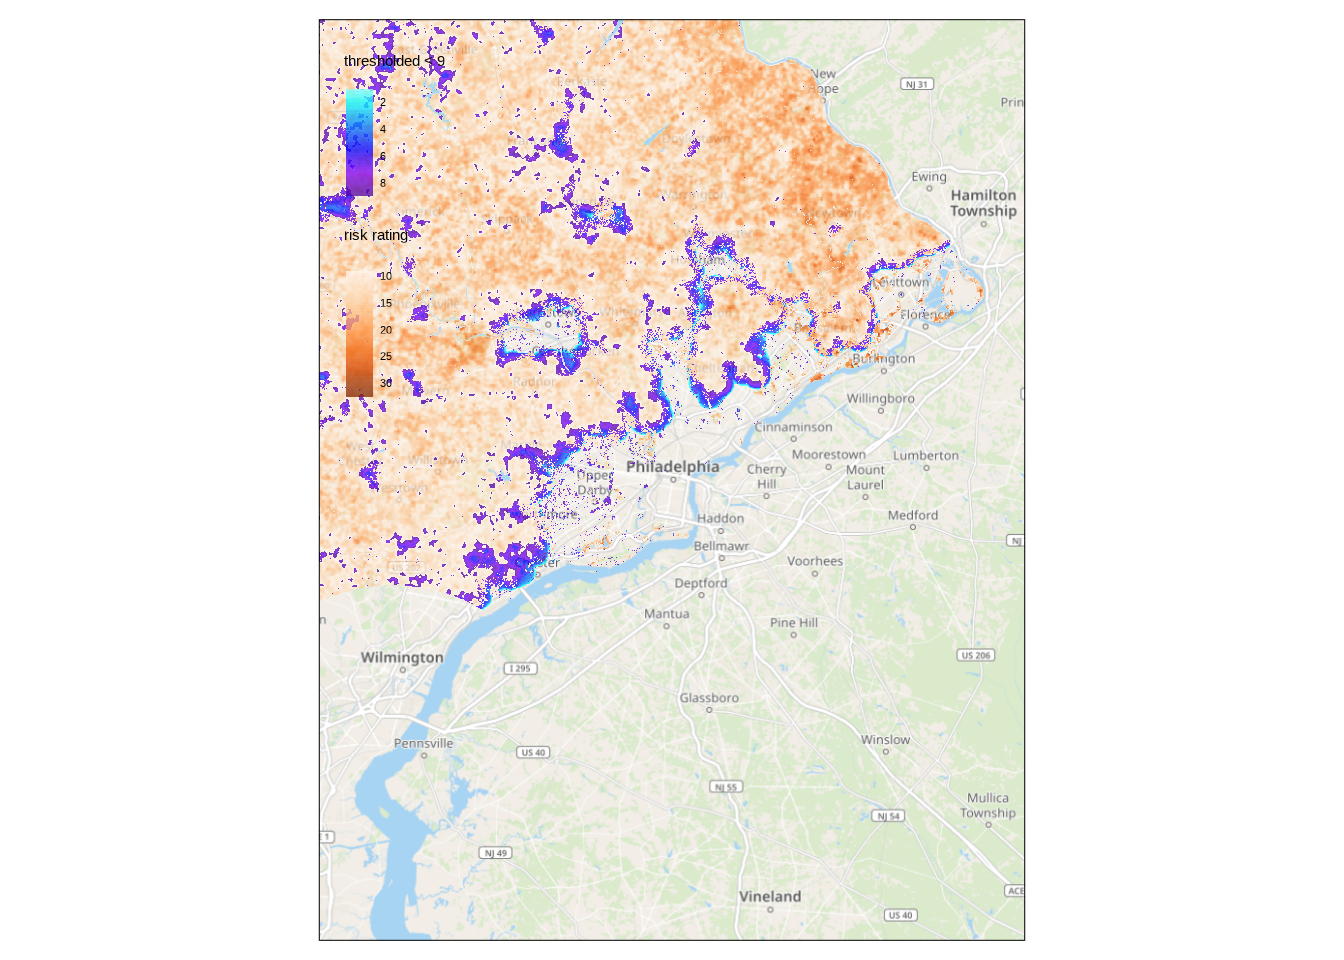 thresholded < 9
2
4
6
8
risk rating
10
15
20
25
30
New
Hope
NJ 31
Prin
Ewing
Hamilton
Township
Levittown
Florence
Burlington
Willingboro
Cinnaminson
Moorestown
Lumberton
Philadelphia
Cherry
Hill
Mount
Laurel
Upper
Darby
Medford
Haddon
Bellmawr
NJ
Voorhees
Chester
Deptford
Mantua
Pine Hill
Radnor
n
Wilmington
I 295
US 206
Glassboro
Pennsville
US 40
Winslow
NJ 55
Mullica
Township
NJ 54
1
NJ 49
Vineland
ACE
US 40